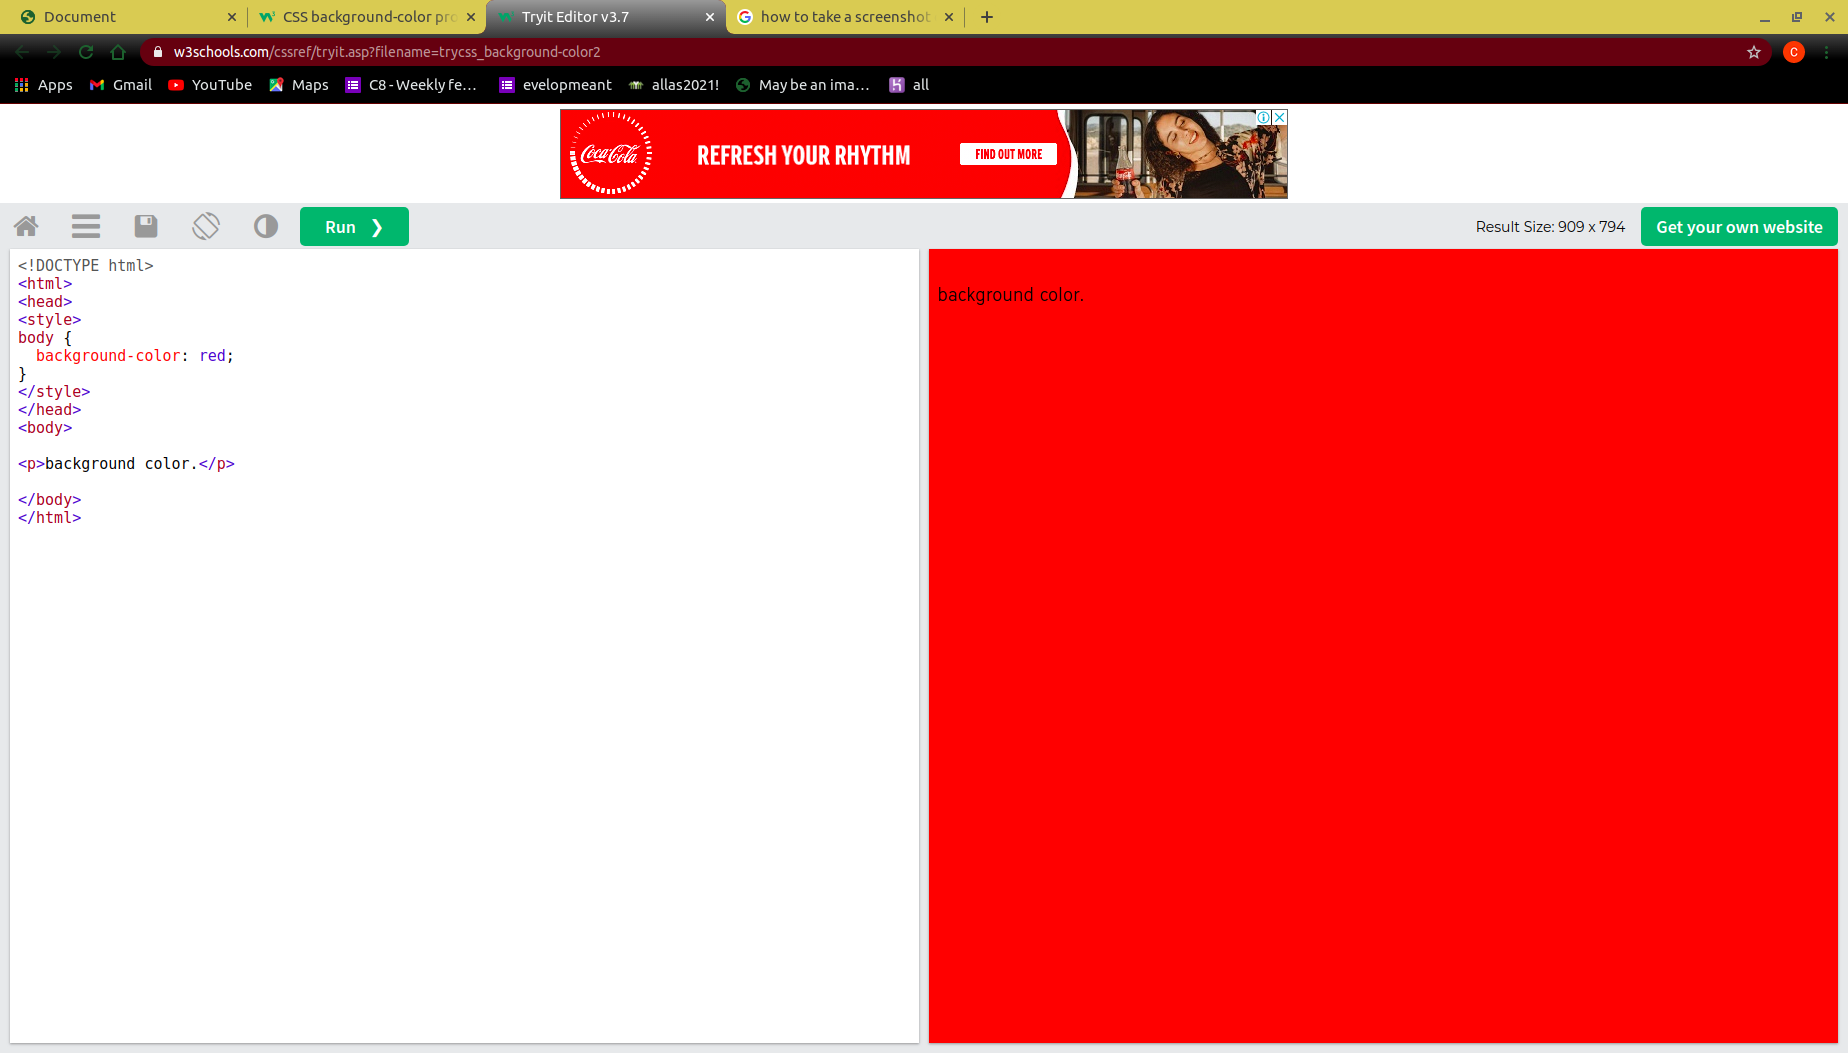 Document
CSS background-color pro
Tryit Editor v3.7
how to take a screenshot
w3schools.com/cssref/tryit.asp?filename=trycss_background-color2
C
Apps
Gmail
YouTube
Maps
C8 - Weekly fe...
evelopmeant
allas2021!
May be an ima...
all
Coca-Cola
REFRESH YOUR RHYTHM
FIND OUT MORE
Run ❯
Result Size: 909 x 794
Get your own website
<!DOCTYPE html>
<html>
<head>
<style>
body {
  background-color: red;
}
</style>
</head>
<body>
<p>background color.</p>
</body>
</html>
background color.